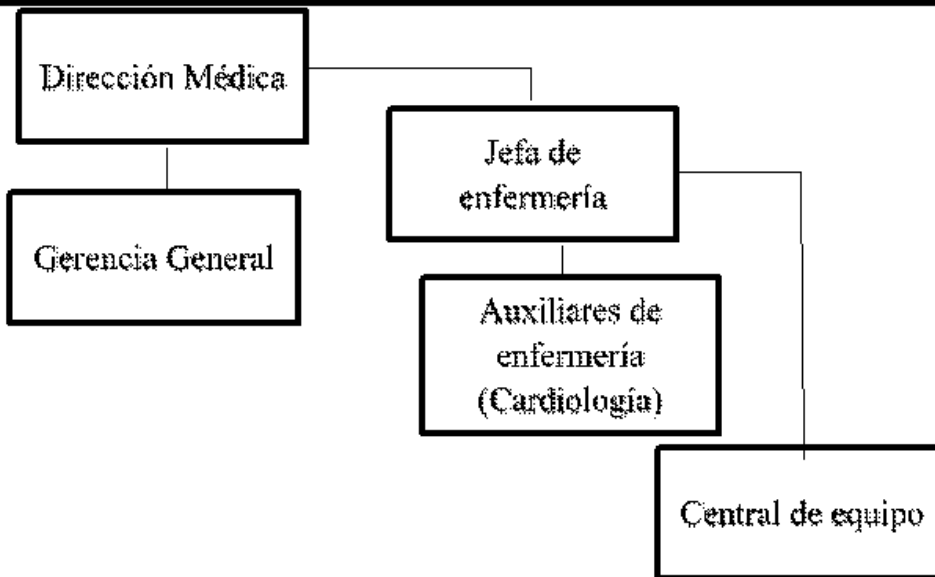 Dirección Médica
Jefa de
enfermería
Gerencia General
Auxiliares de
enfermería
(Cardiología)
Central de equipo